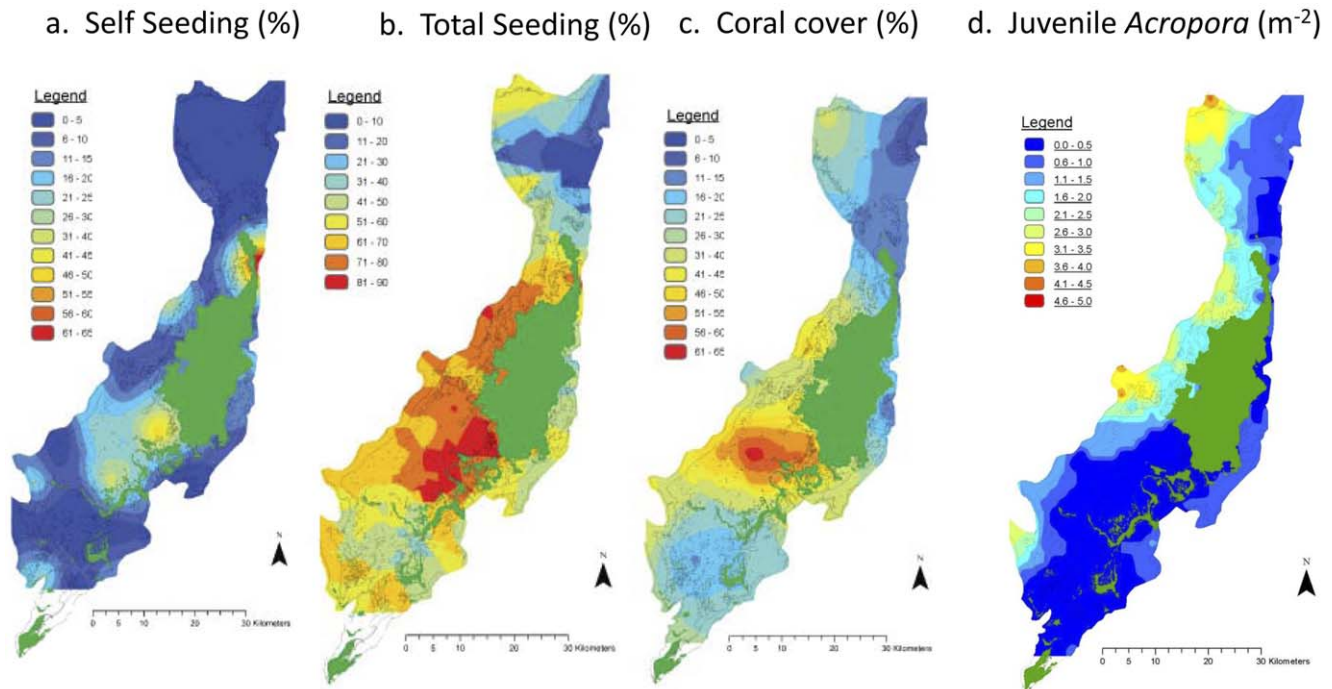 a. Self Seeding (%)
b. Total Seeding (%)
c. Coral cover (%)
d. Juvenile Acropora (m-2)
Legend
0 - 5
6 - 10
11 - 15
16 - 20
21 - 25
26 - 30
31 - 40
41 - 45
46 - 50
51 - 55
56 - 60
61 - 65
N
0 5 10 20 30 Kilometers
Legend
0 - 10
11 - 20
21 - 30
31 - 40
41 - 50
51 - 60
61 - 70
71 - 80
81 - 90
N
0 5 10 20 30 Kilometers
Legend
0 - 5
6 - 10
11 - 15
16 - 20
21 - 25
26 - 30
31 - 40
41 - 45
46 - 50
51 - 55
56 - 60
61 - 65
N
0 5 10 20 30 Kilometers
Legend
0.0 - 0.5
0.6 - 1.0
1.1 - 1.5
1.6 - 2.0
2.1 - 2.5
2.6 - 3.0
3.1 - 3.5
3.6 - 4.0
4.1 - 4.5
4.6 - 5.0
N
0 5 10 20 30 Kilometers